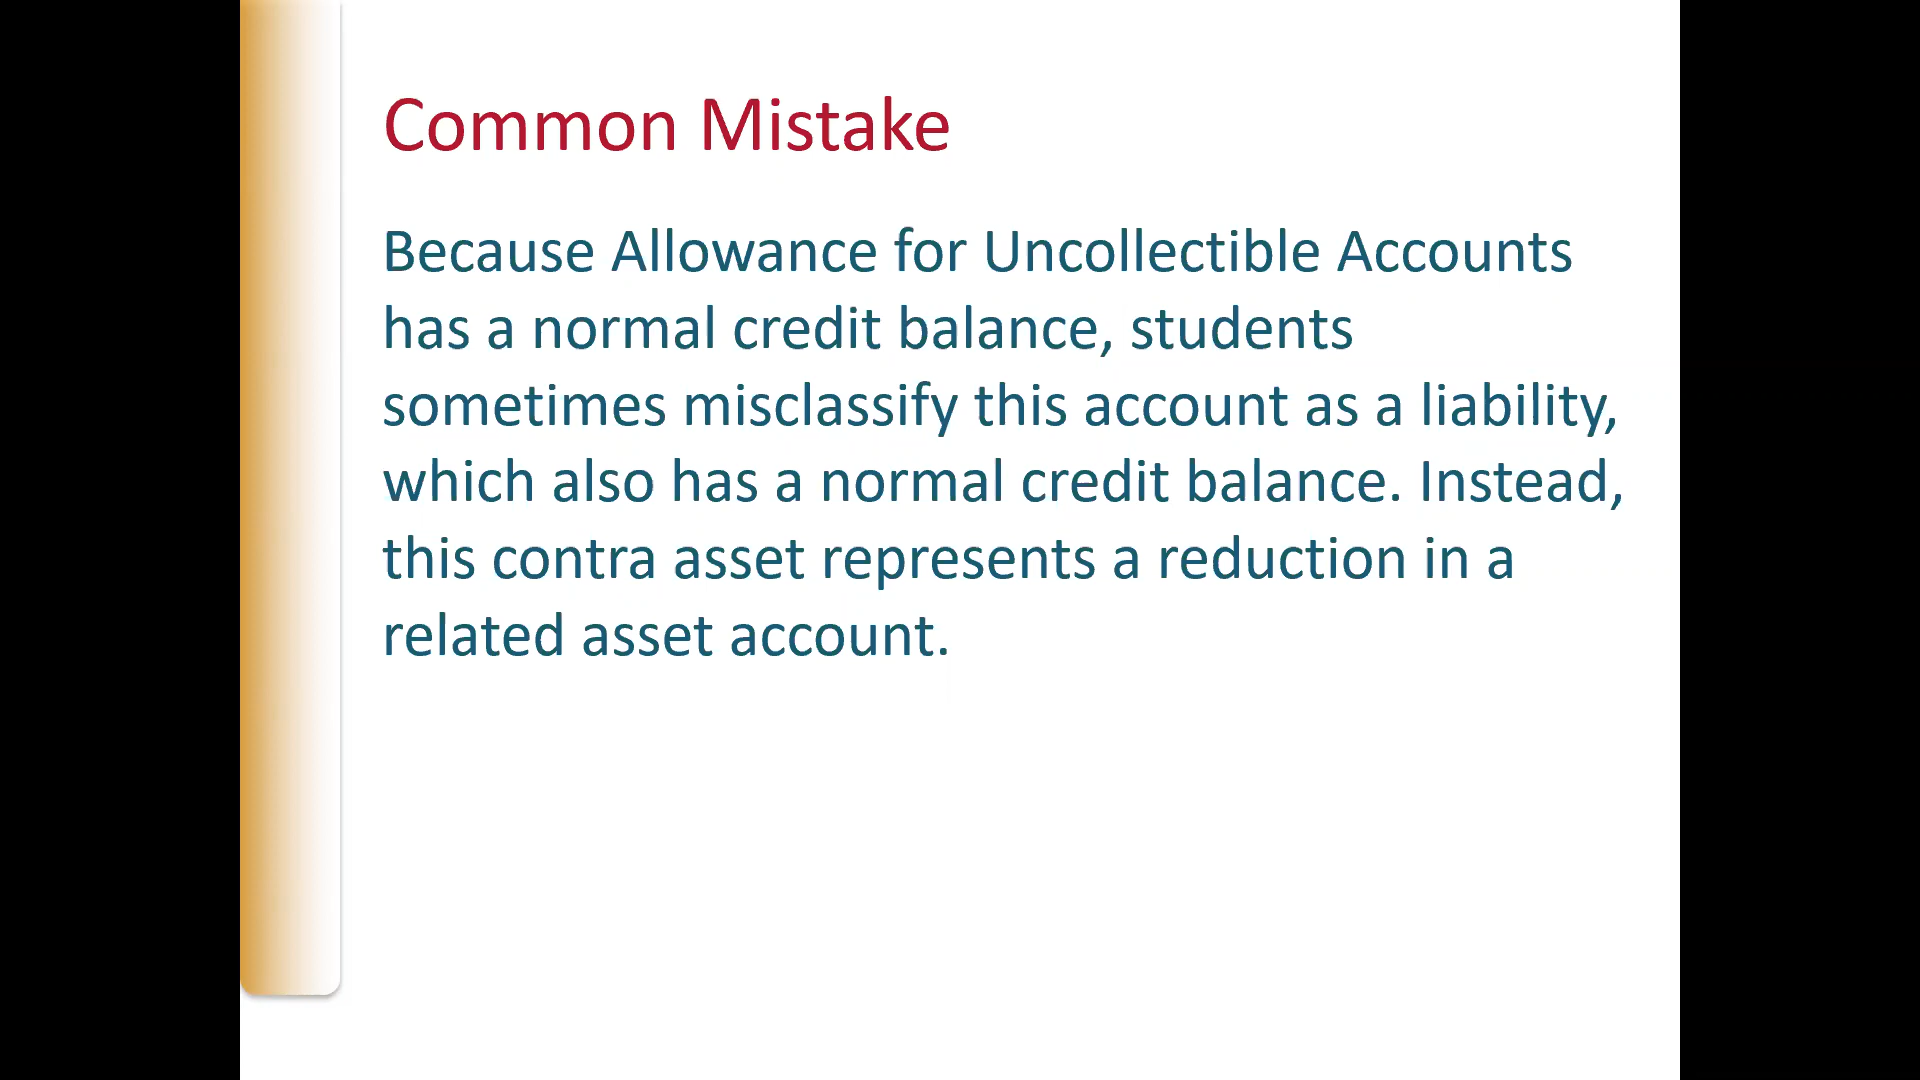 Common Mistake
Because Allowance for Uncollectible Accounts
has a normal credit balance, students
sometimes misclassify this account as a liability,
which also has a normal credit balance. Instead,
this contra asset represents a reduction in a
related asset account.